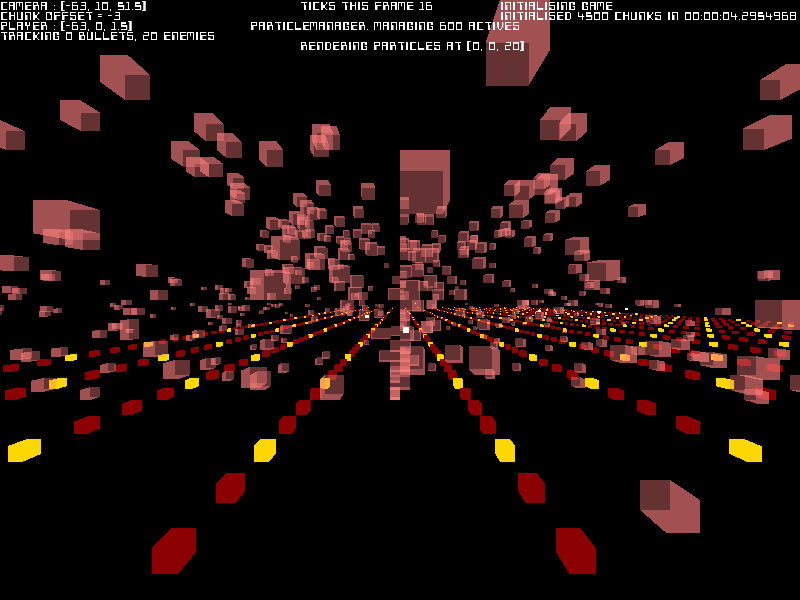 CAMERA : [-63, 10, 51.5]
CHUNK OFFSET = -3
PLAYER : [-63, 0, 1.5]
TRACKING 0 BULLETS, 20 ENEMIES
TICKS THIS FRAME 16
PARTICLEMANAGER. MANAGING 600 ACTIVES
RENDERING PARTICLES AT [0, 0, 20]
INITIALISING GAME
INITIALISED 4500 CHUNKS IN 00:00:04.2954968